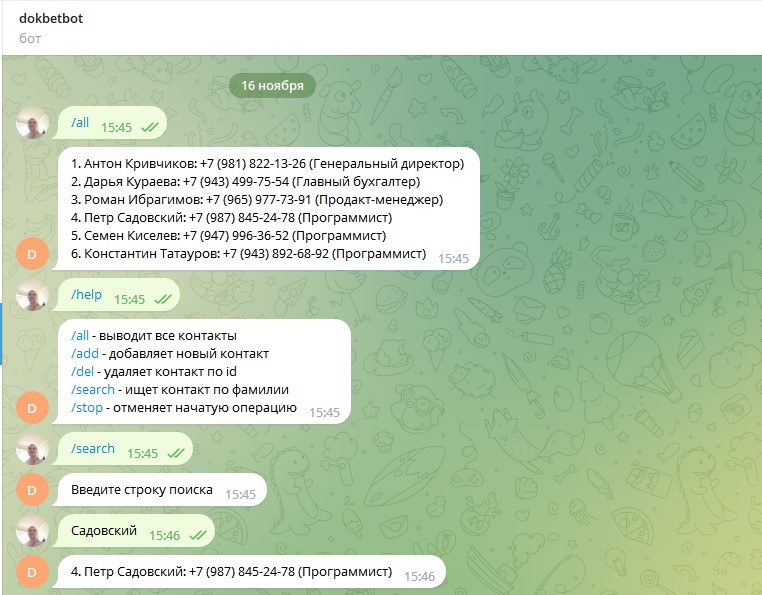 dokbetbot
бот
16 ноября
/all 15:45
1. Антон Кривчиков: +7 (981) 822-13-26 (Генеральный директор)
2. Дарья Кураева: +7 (943) 499-75-54 (Главный бухгалтер)
3. Роман Ибрагимов: +7 (965) 977-73-91 (Продакт-менеджер)
4. Петр Садовский: +7 (987) 845-24-78 (Программист)
5. Семен Киселев: +7 (947) 996-36-52 (Программист)
D 6. Константин Татауров: +7 (943) 892-68-92 (Программист) 15:45
/help 15:45
/all - выводит все контакты
/add - добавляет новый контакт
/del - удаляет контакт по id
/search - ищет контакт по фамилии
D /stop - отменяет начатую операцию 15:45
/search 15:45
D Введите строку поиска 15:45
Садовский 15:46
D 4. Петр Садовский: +7 (987) 845-24-78 (Программист) 15:46